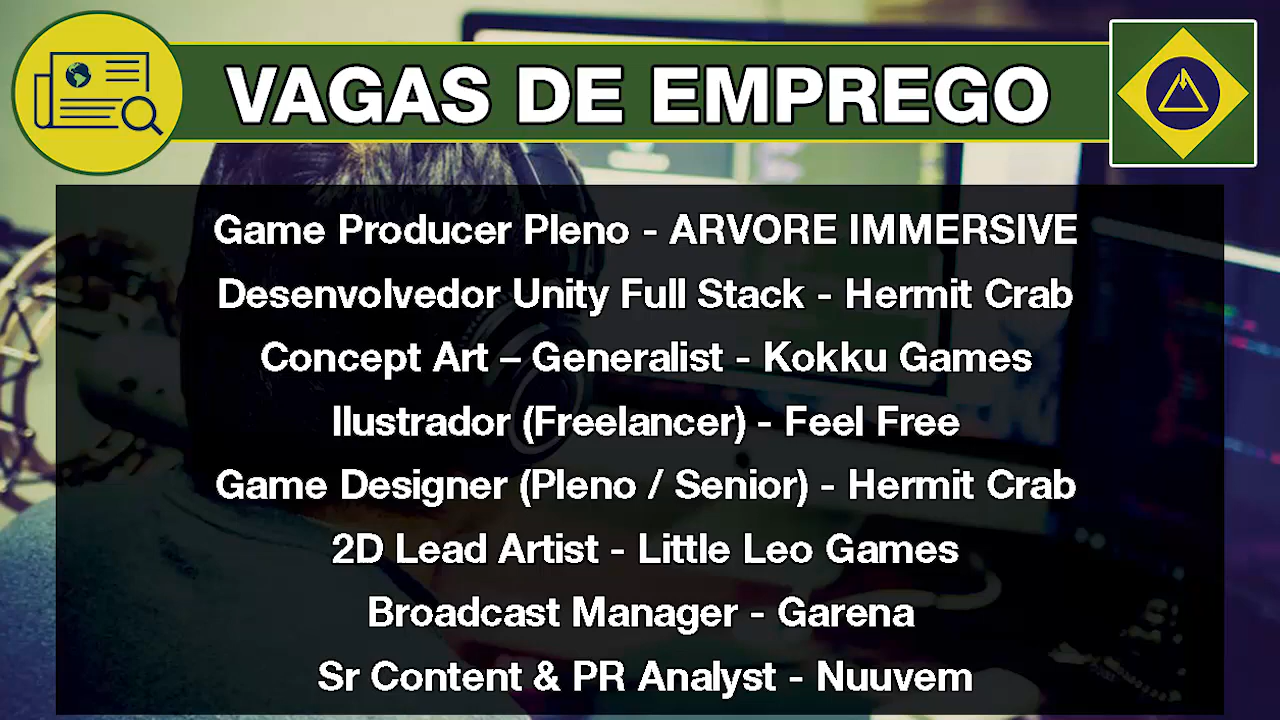 VAGAS DE EMPREGO
Game Producer Pleno - ARVORE IMMERSIVE
Desenvolvedor Unity Full Stack - Hermit Crab
Concept Art – Generalist - Kokku Games
Ilustrador (Freelancer) - Feel Free
Game Designer (Pleno / Senior) - Hermit Crab
2D Lead Artist - Little Leo Games
Broadcast Manager - Garena
Sr Content & PR Analyst - Nuuvem